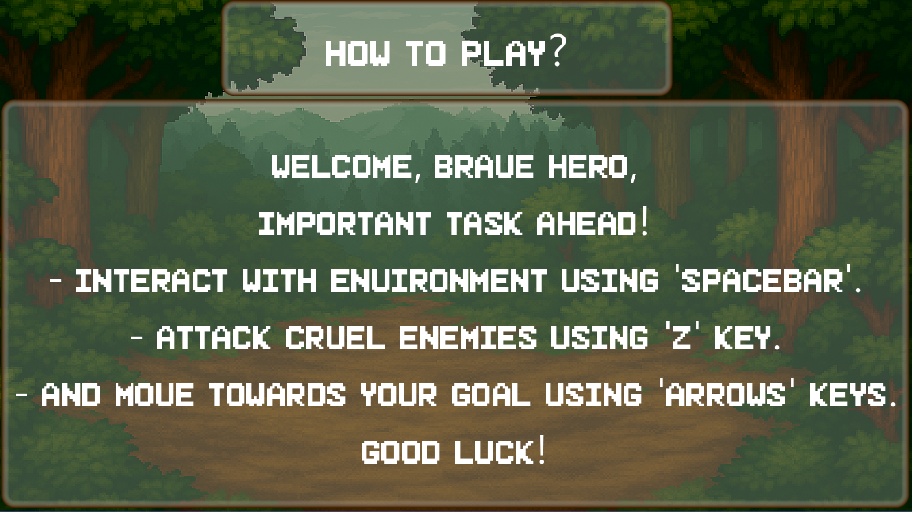 HOW TO PLAY?
WELCOME, BRAVE HERO,
IMPORTANT TASK AHEAD!
- INTERACT WITH ENVIRONMENT USING 'SPACEBAR'.
- ATTACK CRUEL ENEMIES USING 'Z' KEY.
- AND MOVE TOWARDS YOUR GOAL USING 'ARROWS' KEYS.
GOOD LUCK!